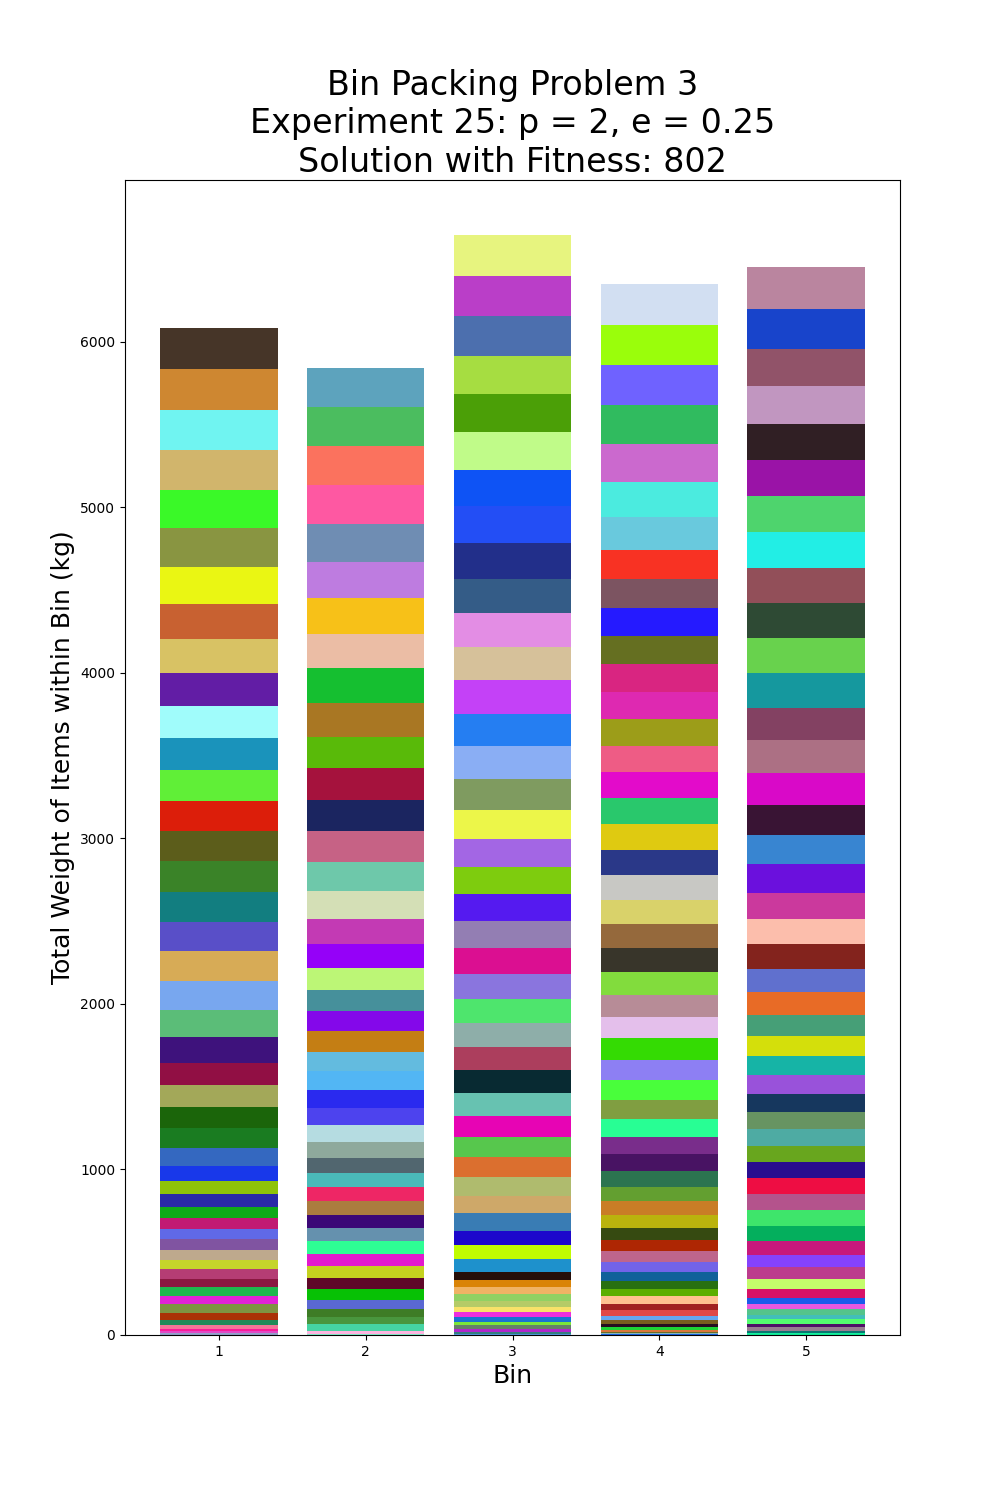 Bin Packing Problem 3
Experiment 25: p = 2, e = 0.25
Solution with Fitness: 802
Total Weight of Items within Bin (kg)
6000
5000
4000
3000
2000
1000
0
1 2 3 4 5
Bin